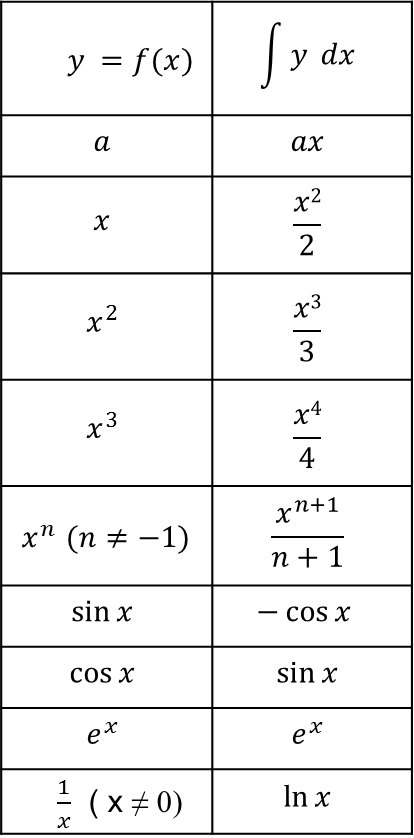 y = f(x) ∫ y dx
a ax
x x²/2
x² x³/3
x³ x⁴/4
xⁿ (n ≠ −1) xⁿ⁺¹/(n + 1)
sin x − cos x
cos x sin x
eˣ eˣ
1/x ( x ≠ 0) ln x